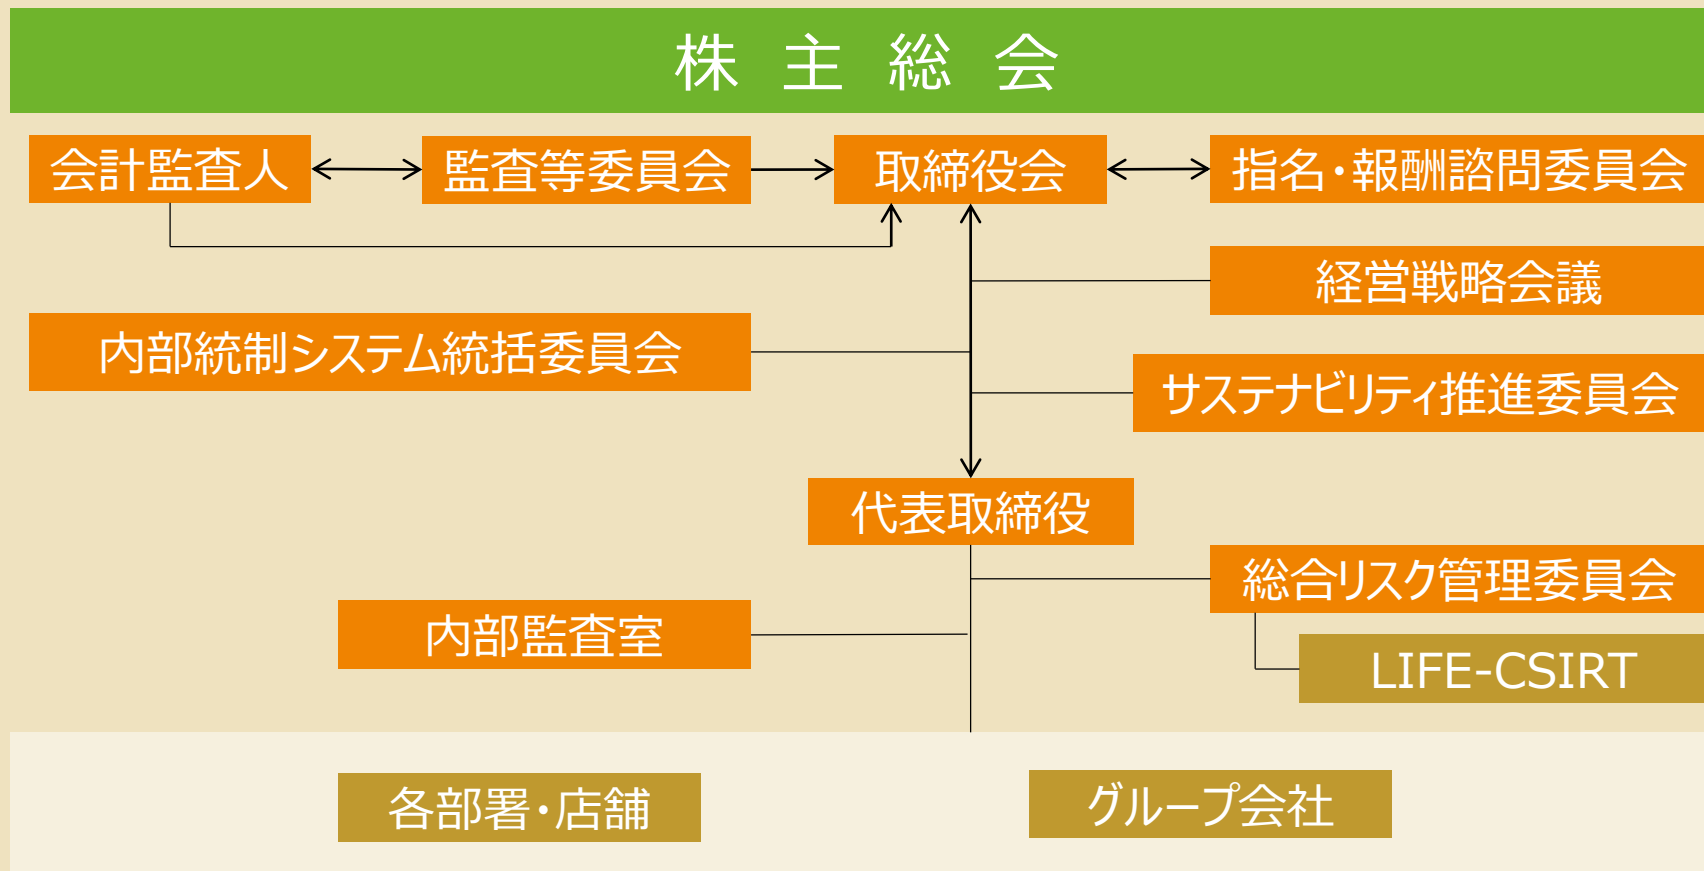 株 主 総 会
会計監査人
監査等委員会
取締役会
指名・報酬諮問委員会
経営戦略会議
内部統制システム統括委員会
サステナビリティ推進委員会
代表取締役
総合リスク管理委員会
内部監査室
LIFE-CSIRT
各部署・店舗
グループ会社